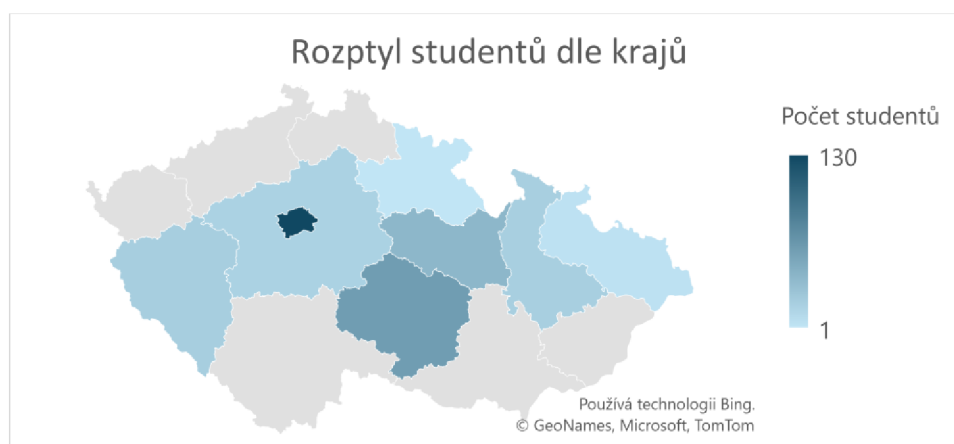 Rozptyl studentů dle krajů
Počet studentů
130
1
Používá technologii Bing.
© GeoNames, Microsoft, TomTom